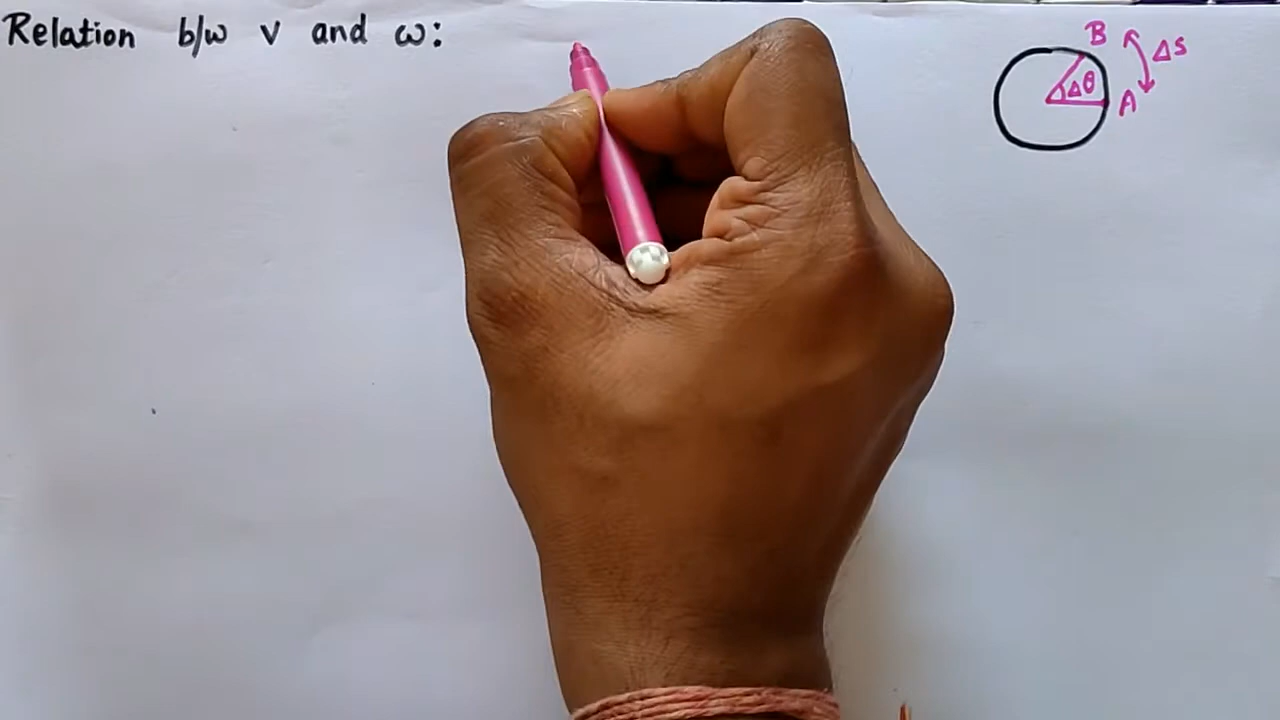 Relation b/w v and ω:
B
Δs
Δθ
A